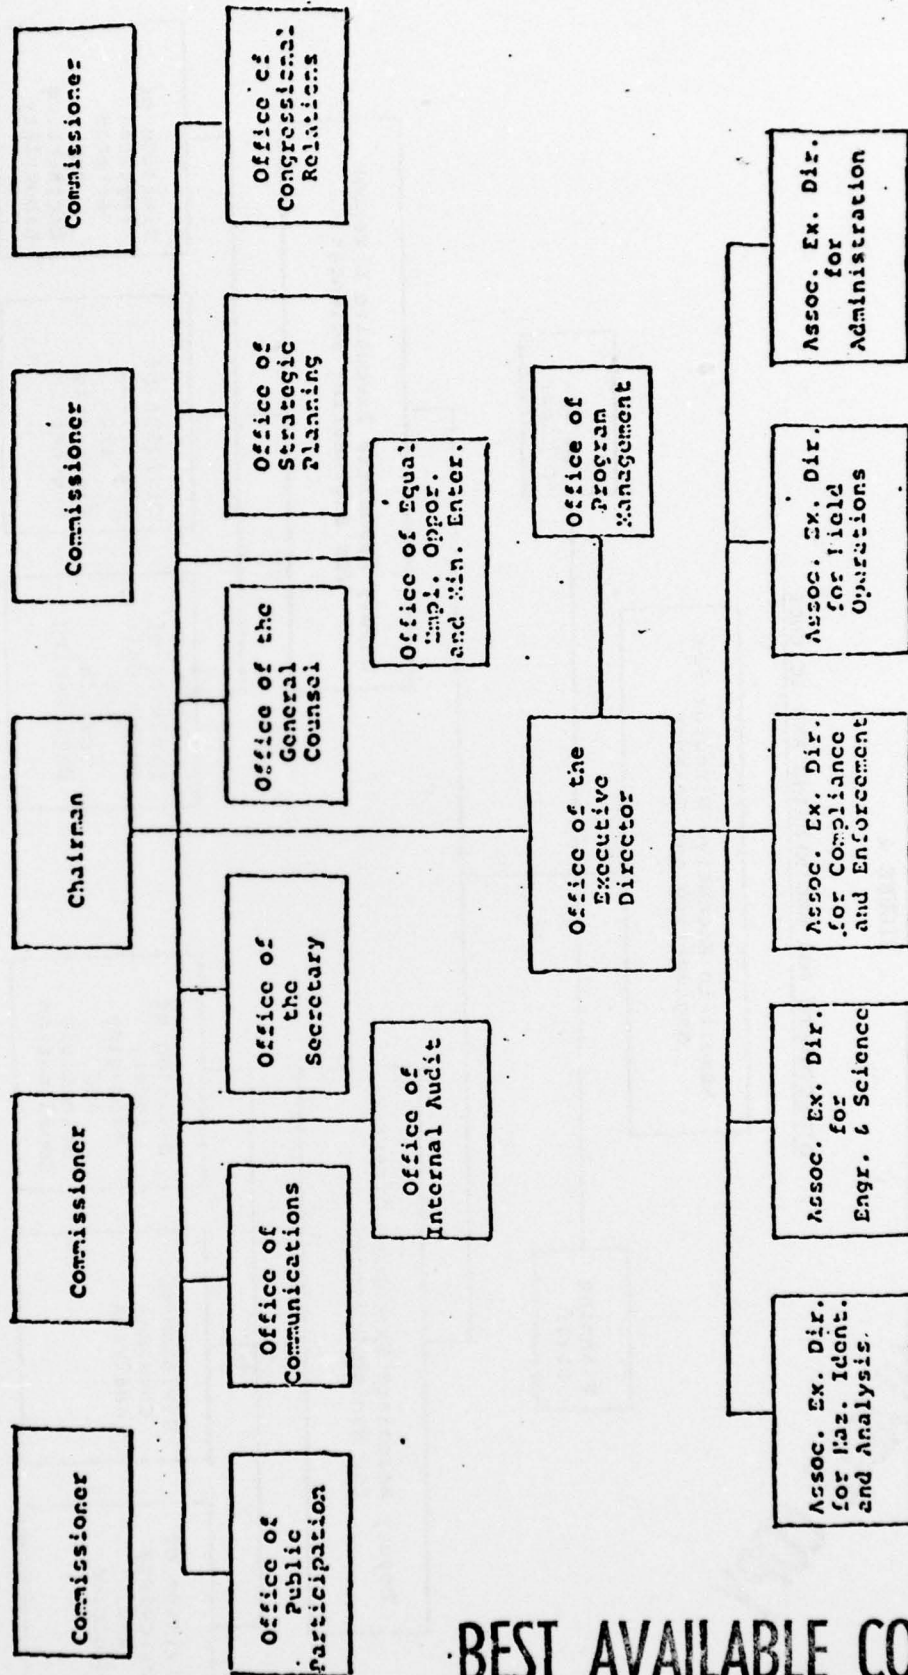 Commissioner
Commissioner
Chairman
Commissioner
Commissioner
Office of
Public
Participation
Office of
Communications
Office of
the
Secretary
Office of the
General
Counsel
Office of
Strategic
Planning
Office of
Congressional
Relations
Office of
Internal Audit
Office of Equal
Empl. Oppor.
and Min. Enter.
Office of the
Executive
Director
Office of
Program
Management
Assoc. Ex. Dir.
for Haz. Ident.
and Analysis
Assoc. Ex. Dir.
for
Engr. & Science
Assoc. Ex. Dir.
for Compliance
and Enforcement
Assoc. Ex. Dir.
for Field
Operations
Assoc. Ex. Dir.
for
Administration
BEST AVAILABLE CO